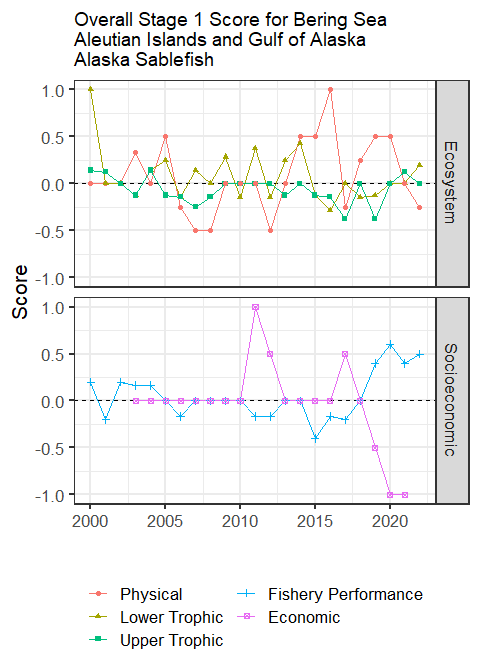 Overall Stage 1 Score for Bering Sea
Aleutian Islands and Gulf of Alaska
Alaska Sablefish
Score
1.0
0.5
0.0
-0.5
-1.0
Ecosystem
1.0
0.5
0.0
-0.5
-1.0
Socioeconomic
2000 2005 2010 2015 2020
Physical
Lower Trophic
Upper Trophic
Fishery Performance
Economic